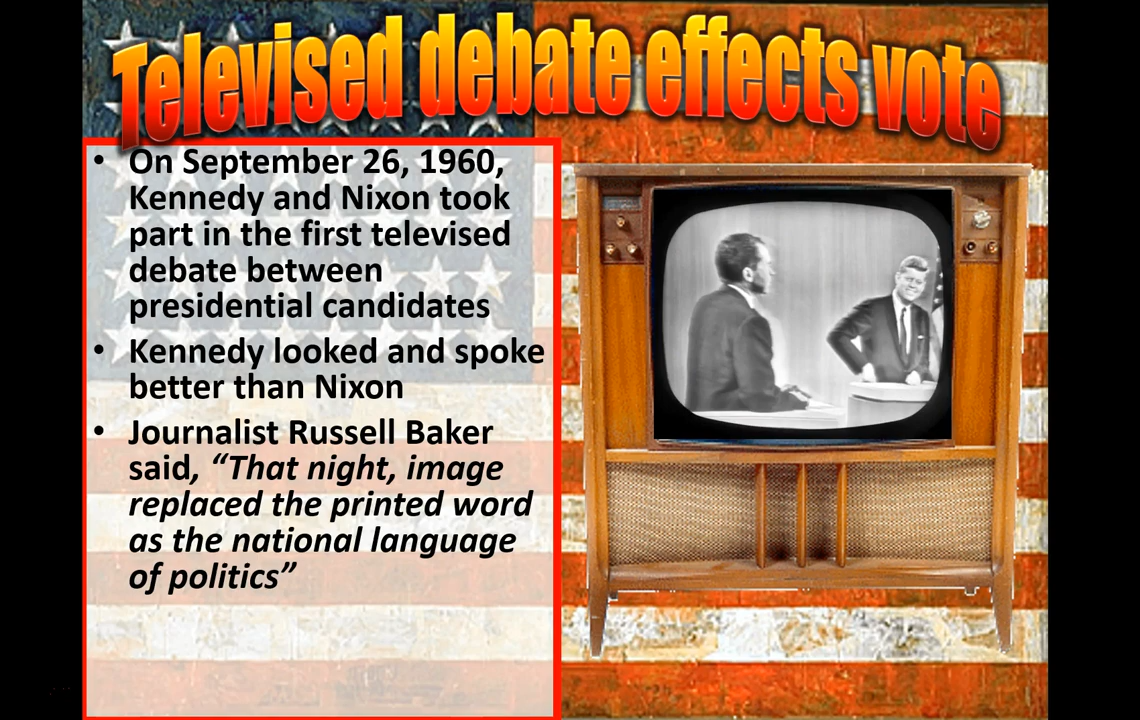 Televised debate effects vote
• On September 26, 1960,
Kennedy and Nixon took
part in the first televised
debate between
presidential candidates
• Kennedy looked and spoke
better than Nixon
• Journalist Russell Baker
said, “That night, image
replaced the printed word
as the national language
of politics”